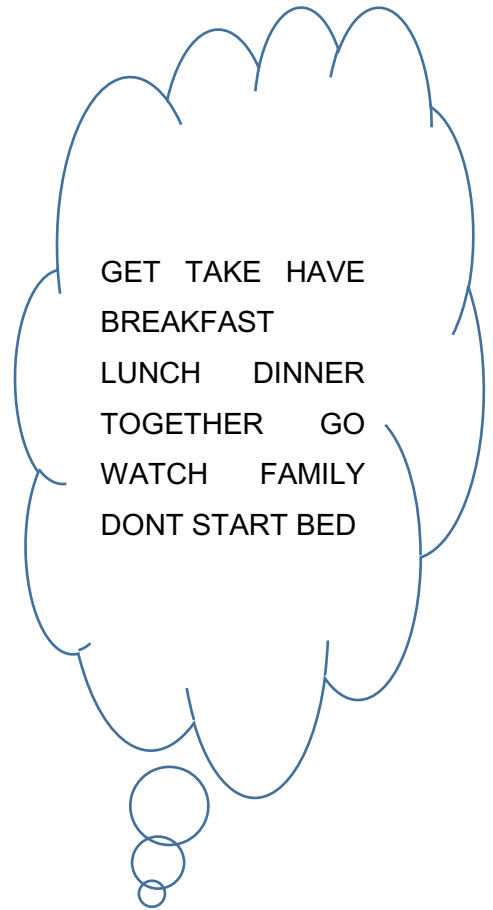 GET TAKE HAVE
BREAKFAST
LUNCH DINNER
TOGETHER GO
WATCH FAMILY
DONT START BED